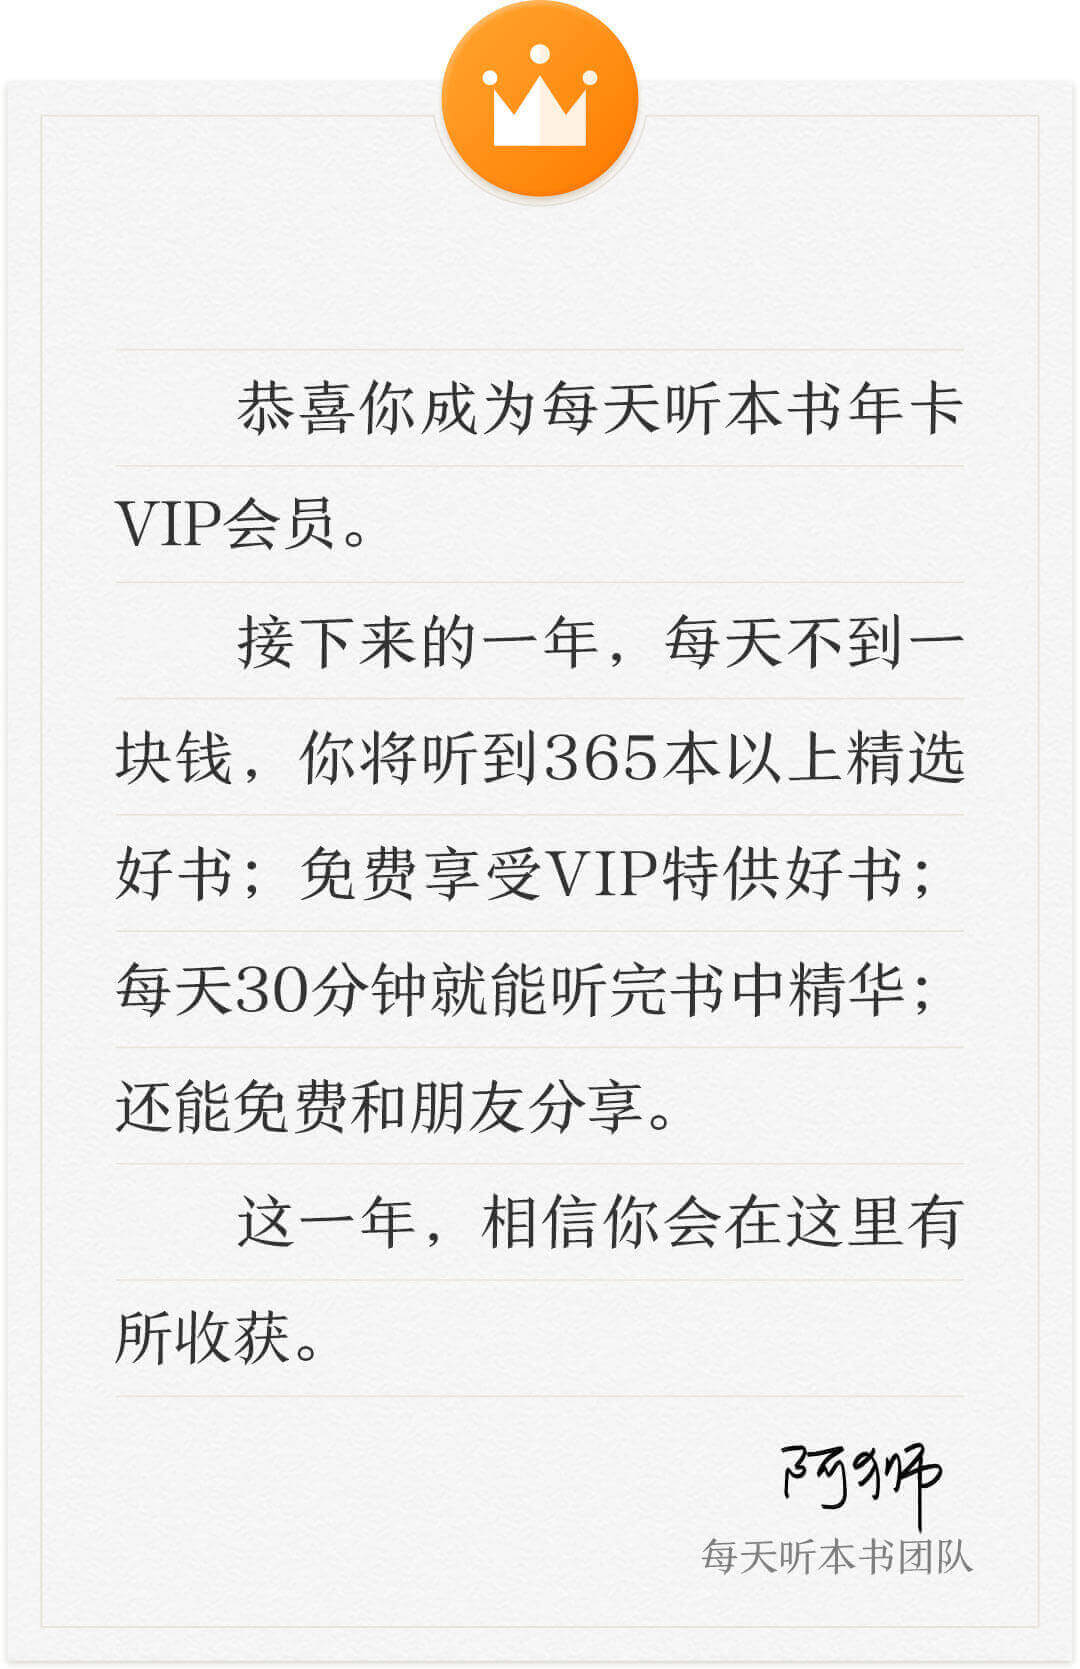 恭喜你成为每天听本书年卡
VIP会员。
接下来的一年，每天不到一
块钱，你将听到365本以上精选
好书；免费享受VIP特供好书；
每天30分钟就能听完书中精华；
还能免费和朋友分享。
这一年，相信你会在这里有
所收获。
阿狮
每天听本书团队